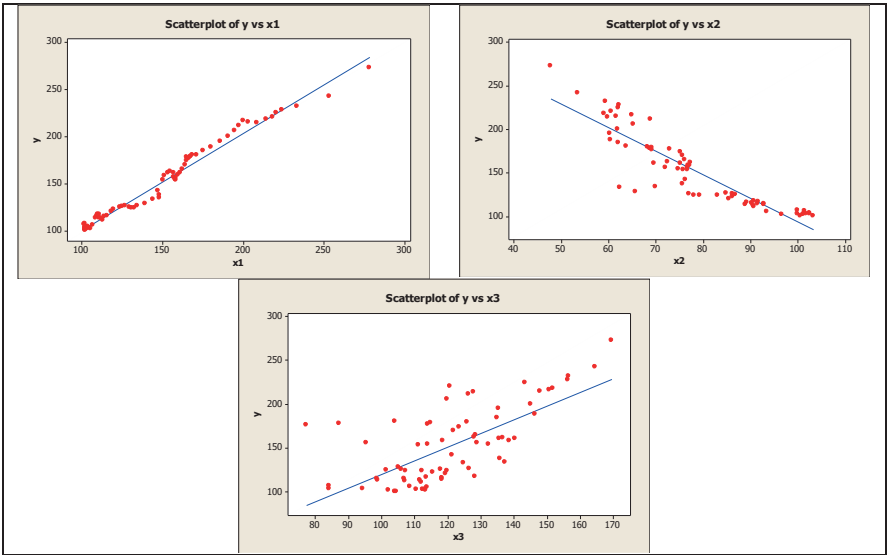 Scatterplot of y vs x1
300
250
200
150
100
y
100 150 200 250 300
x1
Scatterplot of y vs x2
300
250
200
150
100
y
40 50 60 70 80 90 100 110
x2
Scatterplot of y vs x3
300
250
200
150
100
y
80 90 100 110 120 130 140 150 160 170
x3